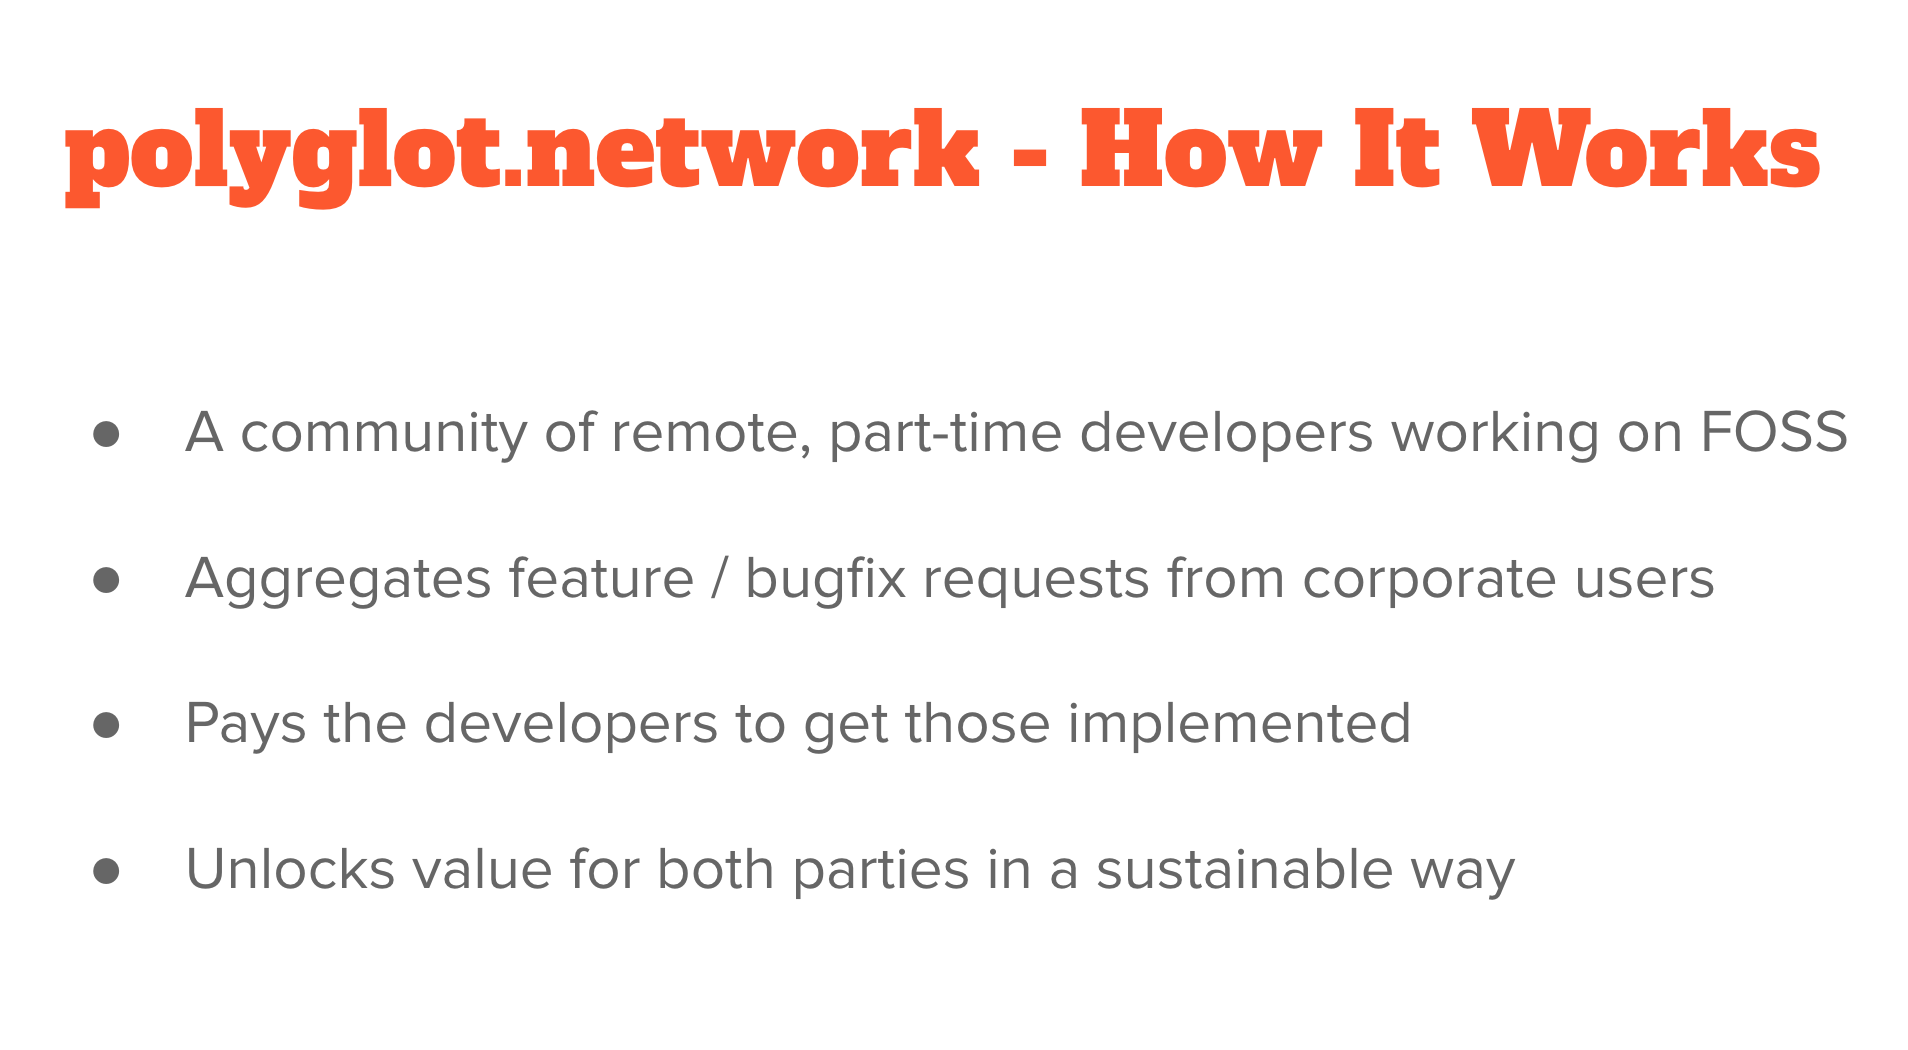 polyglot.network - How It Works
● A community of remote, part-time developers working on FOSS
● Aggregates feature / bugfix requests from corporate users
● Pays the developers to get those implemented
● Unlocks value for both parties in a sustainable way